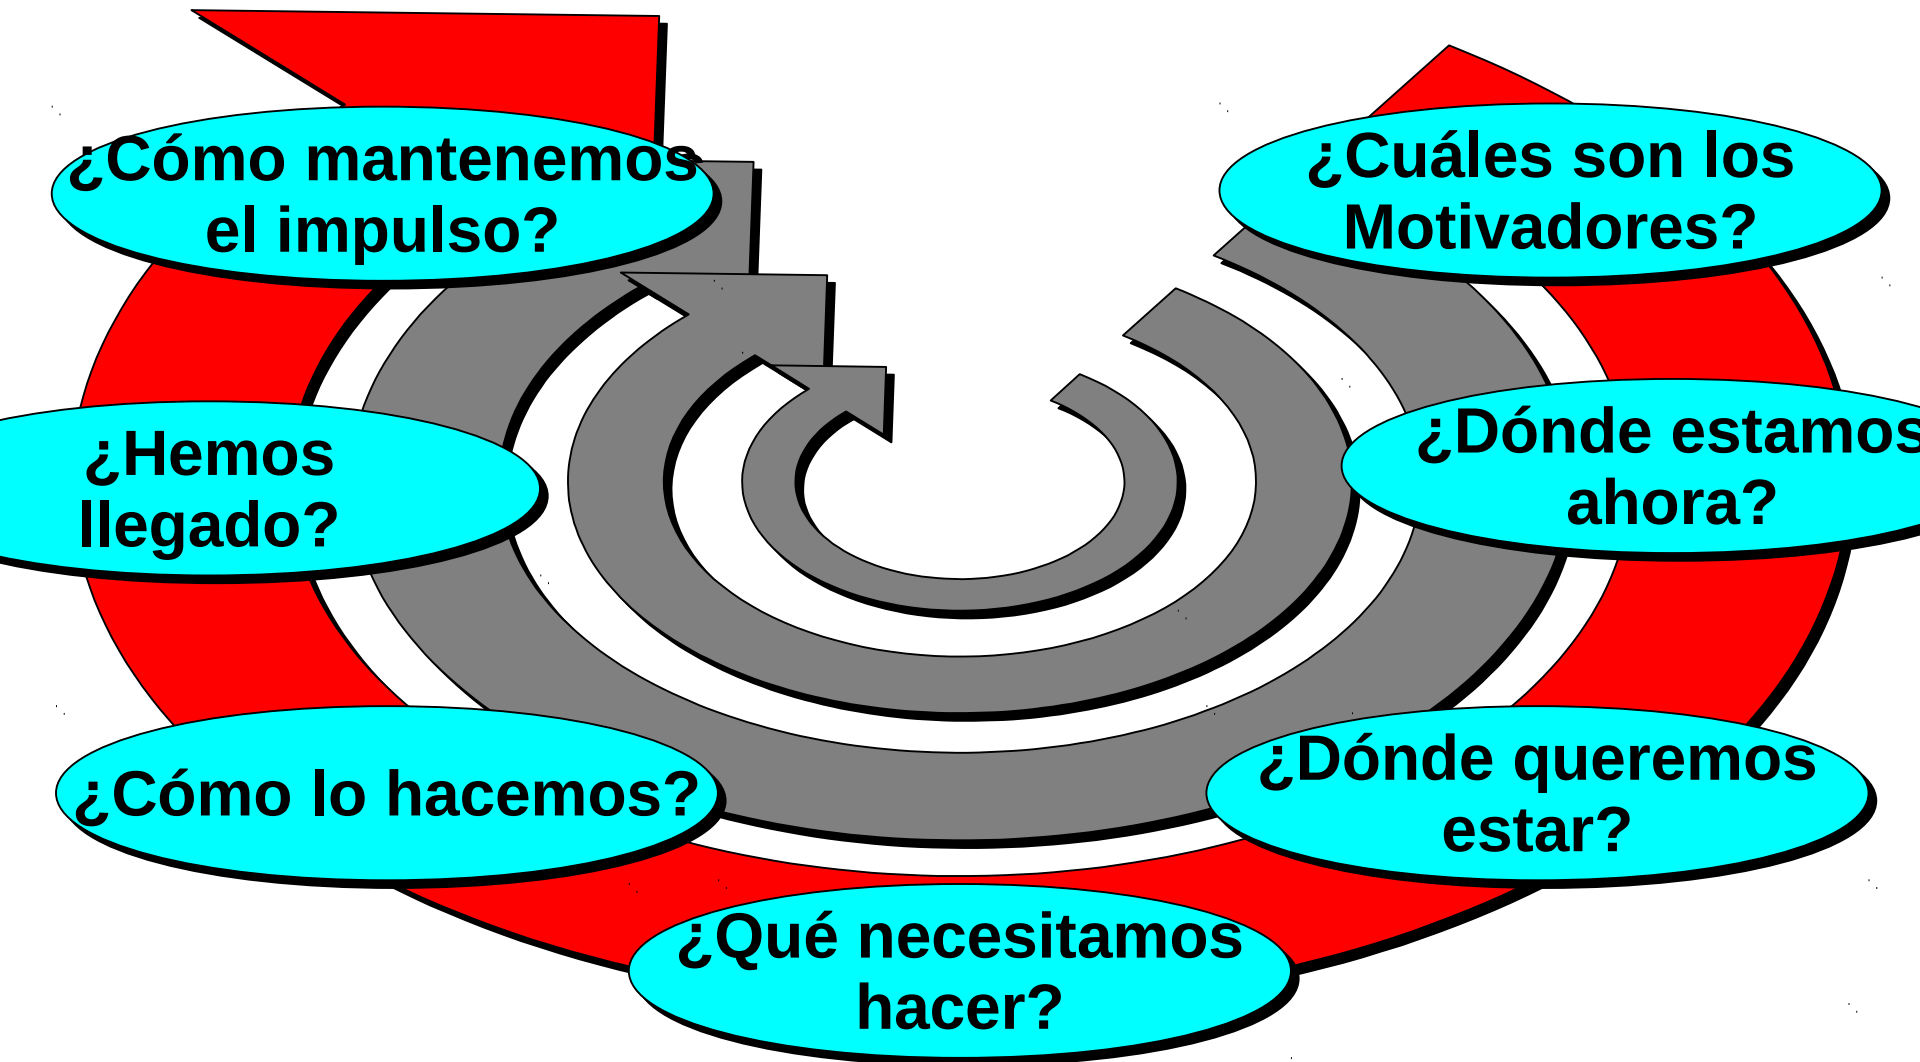 ¿Cómo mantenemos
el impulso?
¿Cuáles son los
Motivadores?
¿Hemos
llegado?
¿Dónde estamos
ahora?
¿Cómo lo hacemos?
¿Dónde queremos
estar?
¿Qué necesitamos
hacer?